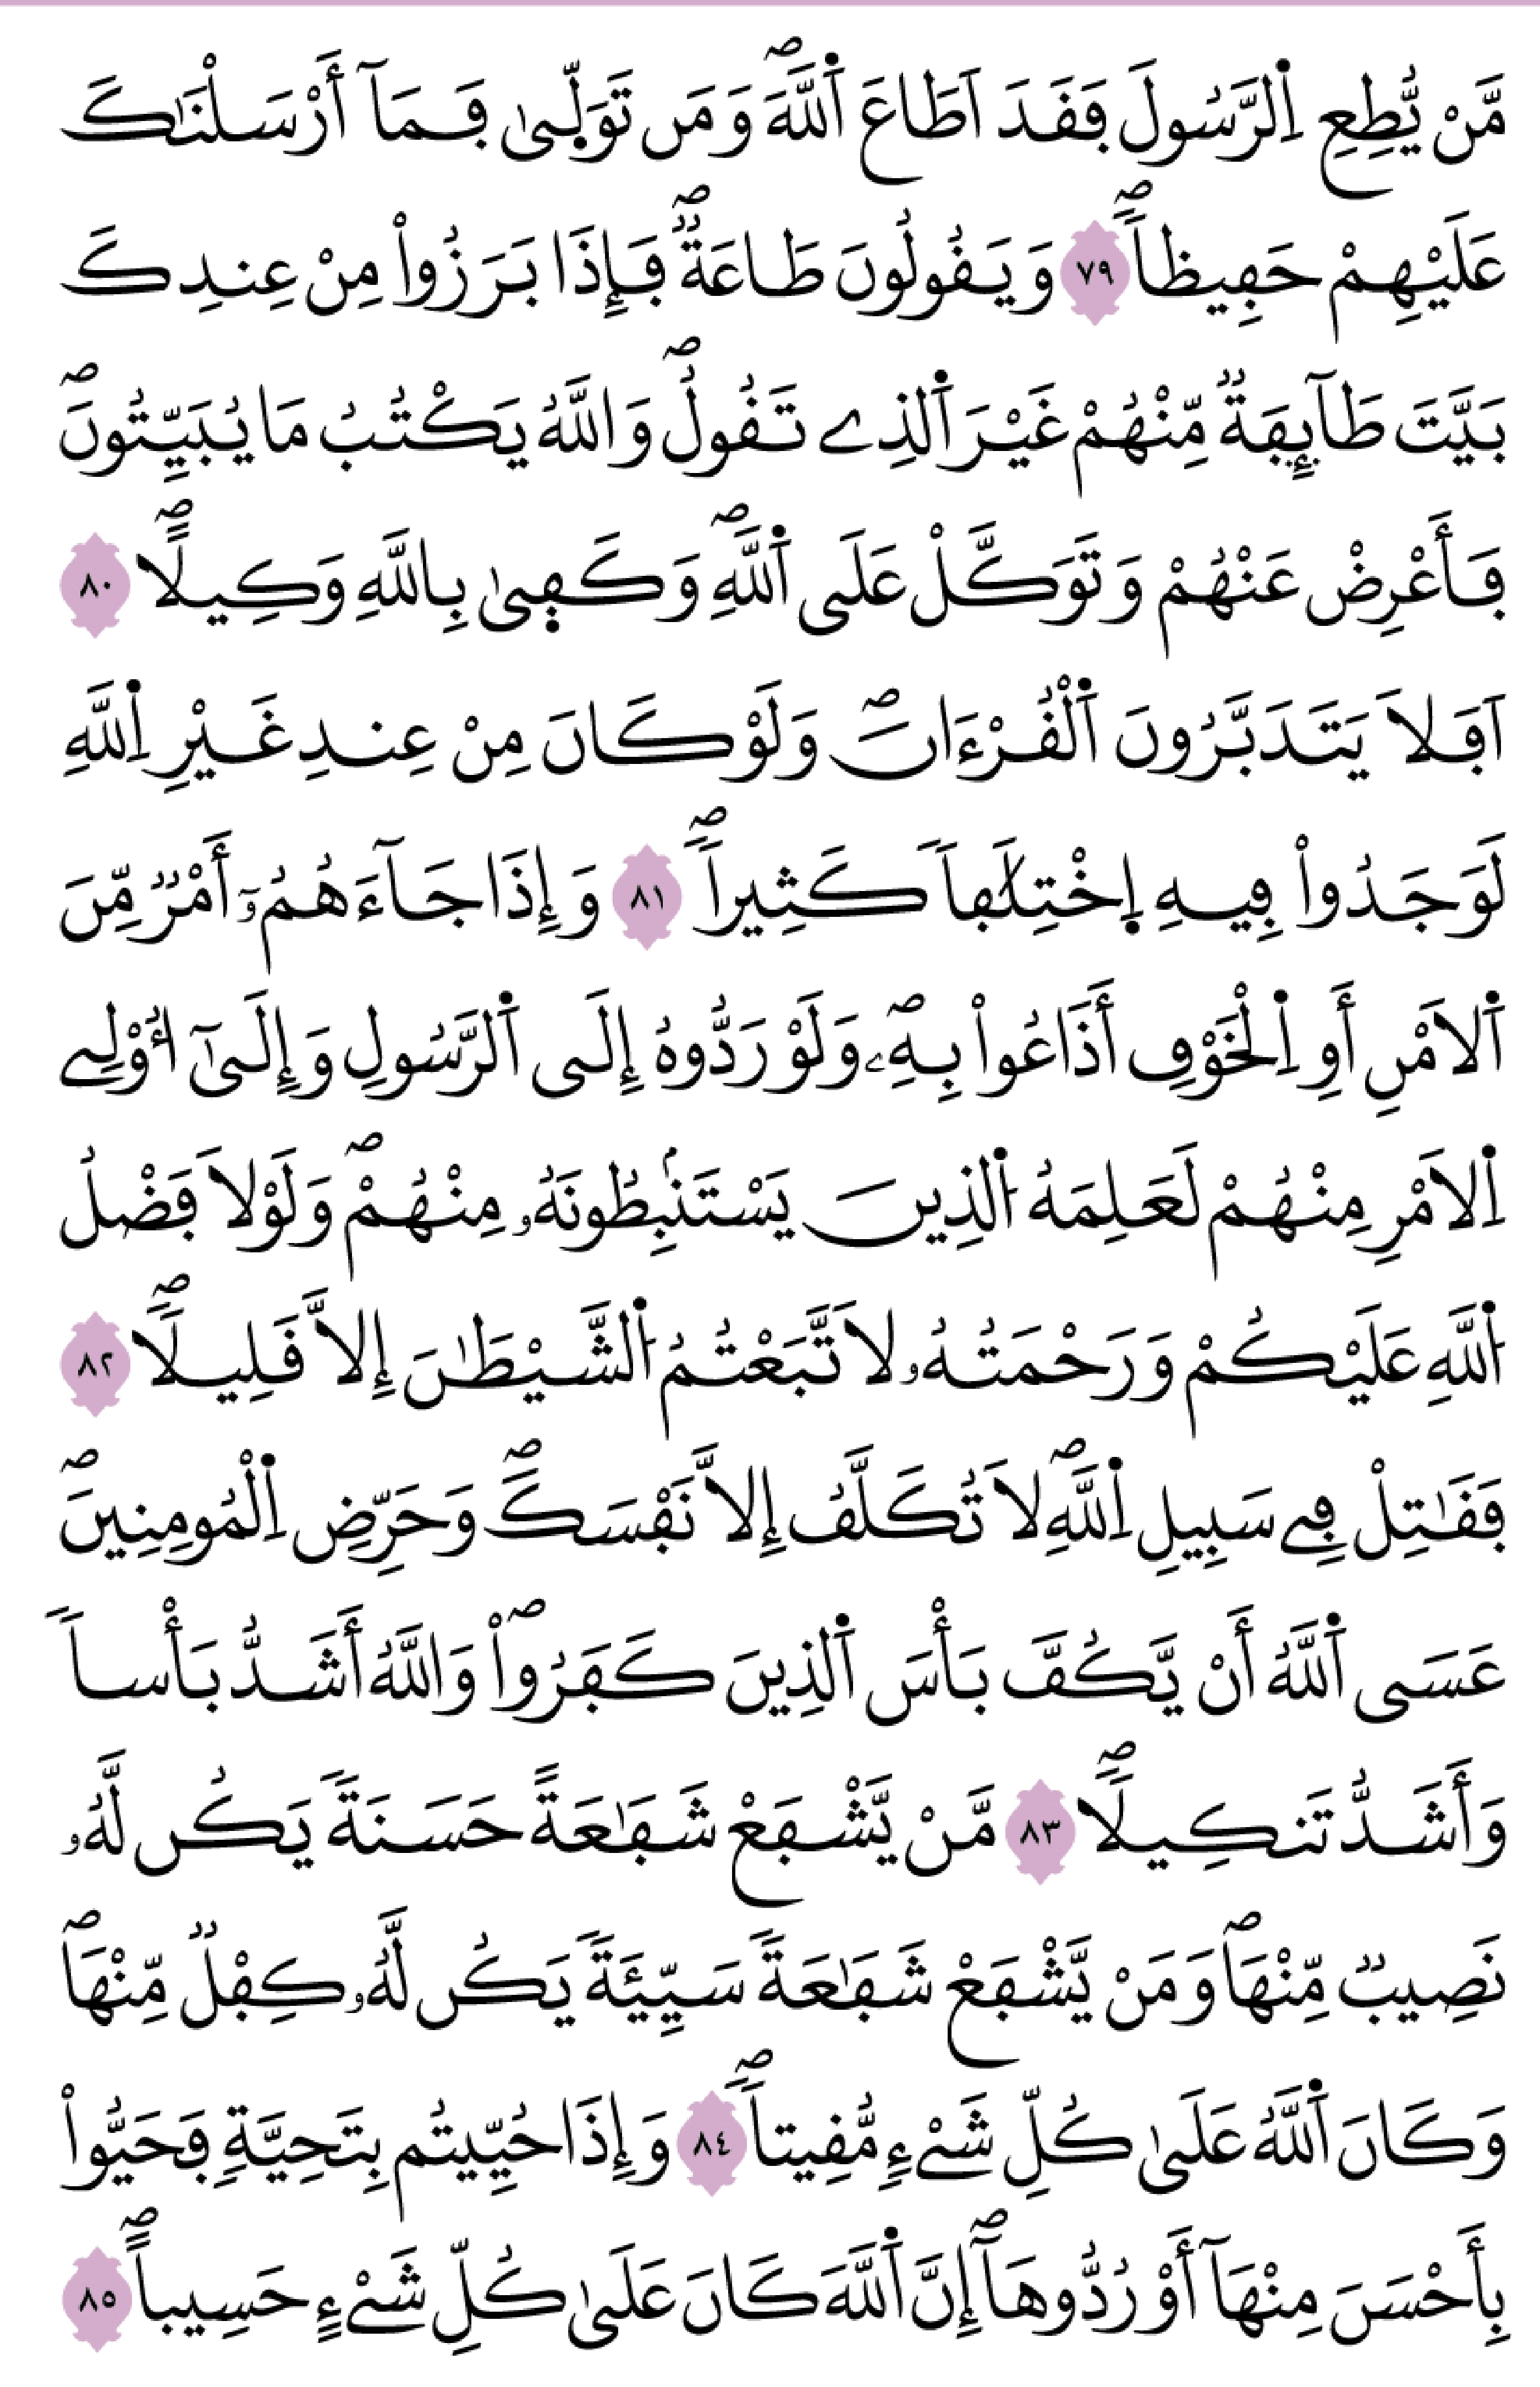 مَّنْ يُّطِعِ اِ۬لرَّسُولَ فَقَدَ اَطَاعَ اَ۬للَّهَۖ وَمَن تَوَلّ۪ىٰ فَمَآ أَرْسَلْنَٰكَ
عَلَيْهِمْ حَفِيظاٗۖ ٧٩ وَيَقُولُونَ طَاعَةٞۖ فَإِذَا بَرَزُواْ مِنْ عِندِكَ
بَيَّتَ طَآئِفَةٞ مِّنْهُمْ غَيْرَ اَ۬لذِے تَقُولُۖ وَاللَّهُ يَكْتُبُ مَا يُبَيِّتُونَۖ
فَأَعْرِضْ عَنْهُمْ وَتَوَكَّلْ عَلَى اَ۬للَّهِۖ وَكَف۪ىٰ بِاللَّهِ وَكِيلاًۖ ٨٠
اَفَلَا يَتَدَبَّرُونَ اَ۬لْقُرْءَانَۖ وَلَوْ كَانَ مِنْ عِندِ غَيْرِ اِ۬للَّهِ
لَوَجَدُواْ فِيهِ اِ۪خْتِلَٰفاٗ كَثِيراٗۖ ٨١ وَإِذَا جَآءَهُمُۥٓ أَمْرٞ مِّنَ
اَ۬لَامْنِ أَوِ اِ۬لْخَوْفِ أَذَاعُواْ بِهِۦۖ وَلَوْ رَدُّوهُ إِلَى اَ۬لرَّسُولِ وَإِلَىٰٓ أُوْلِے
اِ۬لَامْرِ مِنْهُمْ لَعَلِمَهُ اُ۬لذِينَ يَسْتَنۢبِطُونَهُۥ مِنْهُمْۖ وَلَوْلَا فَضْلُ
اُ۬للَّهِ عَلَيْكُمْ وَرَحْمَتُهُۥ لَاتَّبَعْتُمُ اُ۬لشَّيْطَٰنَ إِلَّا قَلِيلاٗۖ ٨٢
فَقَٰتِلْ فِے سَبِيلِ اِ۬للَّهِۖ لَا تُكَلَّفُ إِلَّا نَفْسَكَۖ وَحَرِّضِ اِ۬لْمُومِنِينَۖ
عَسَى اَ۬للَّهُ أَنْ يَّكُفَّ بَأْسَ اَ۬لذِينَ كَفَرُواْۖ وَاللَّهُ أَشَدُّ بَأْساٗ
وَأَشَدُّ تَنكِيلاٗۖ ٨٣ مَّنْ يَّشْفَعْ شَفَٰعَةً حَسَنَةٗ يَكُن لَّهُۥ
نَصِيبٞ مِّنْهَاۖ وَمَنْ يَّشْفَعْ شَفَٰعَةٗ سَيِّئَةٗ يَكُن لَّهُۥ كِفْلٞ مِّنْهَاۖ
وَكَانَ اَ۬للَّهُ عَلَىٰ كُلِّ شَےْءٖ مُّقِيتاٗۖ ٨٤ وَإِذَا حُيِّيتُم بِتَحِيَّةٖ فَحَيُّواْ
بِأَحْسَنَ مِنْهَآ أَوْ رُدُّوهَآۖ إِنَّ اَ۬للَّهَ كَانَ عَلَىٰ كُلِّ شَےْءٍ حَسِيباًۖ ٨٥